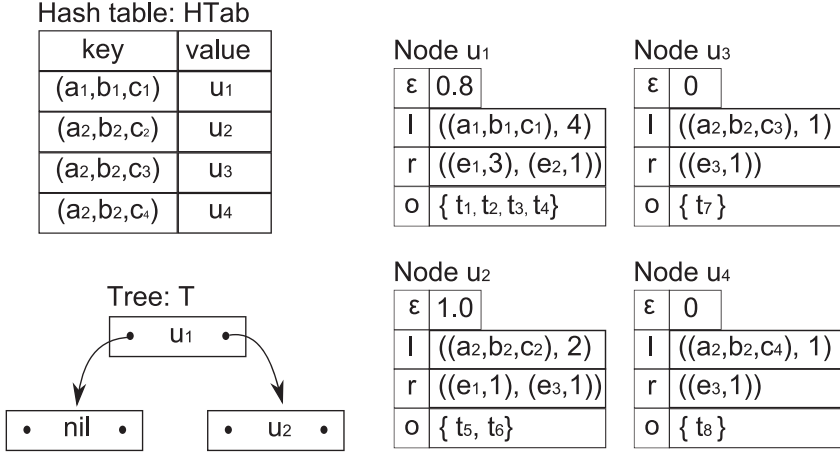 Hash table: HTab
key value
(a₁,b₁,c₁) u₁
(a₂,b₂,c₂) u₂
(a₂,b₂,c₃) u₃
(a₂,b₂,c₄) u₄
Tree: T
u₁
nil
u₂
Node u₁
ε 0.8
l ((a₁,b₁,c₁), 4)
r ((e₁,3), (e₂,1))
o { t₁, t₂, t₃, t₄}
Node u₃
ε 0
l ((a₂,b₂,c₃), 1)
r ((e₃,1))
o { t₇ }
Node u₂
ε 1.0
l ((a₂,b₂,c₂), 2)
r ((e₁,1), (e₃,1))
o { t₅, t₆}
Node u₄
ε 0
l ((a₂,b₂,c₄), 1)
r ((e₃,1))
o { t₈ }